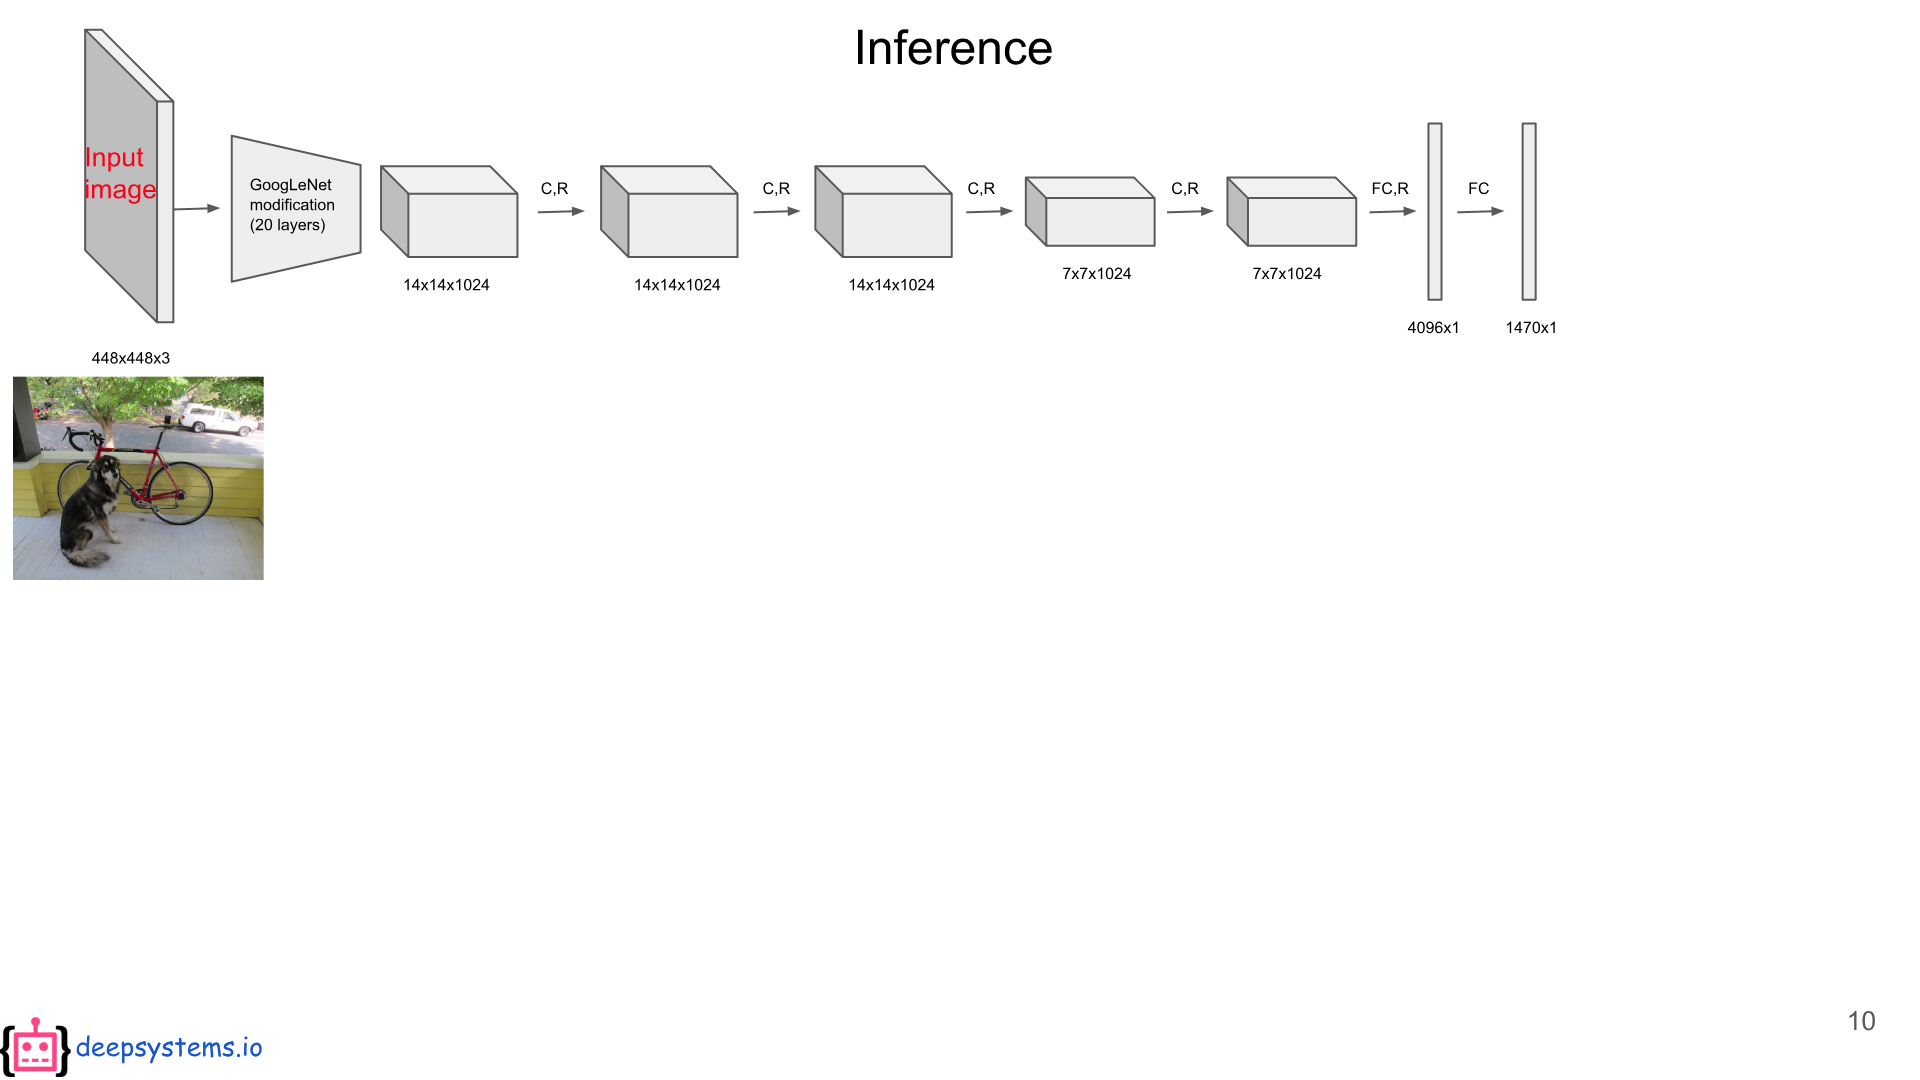 Inference
Input
image
GoogLeNet
modification
(20 layers)
C,R
C,R
C,R
C,R
FC,R
FC
14x14x1024
14x14x1024
14x14x1024
7x7x1024
7x7x1024
4096x1
1470x1
448x448x3
deepsystems.io
10